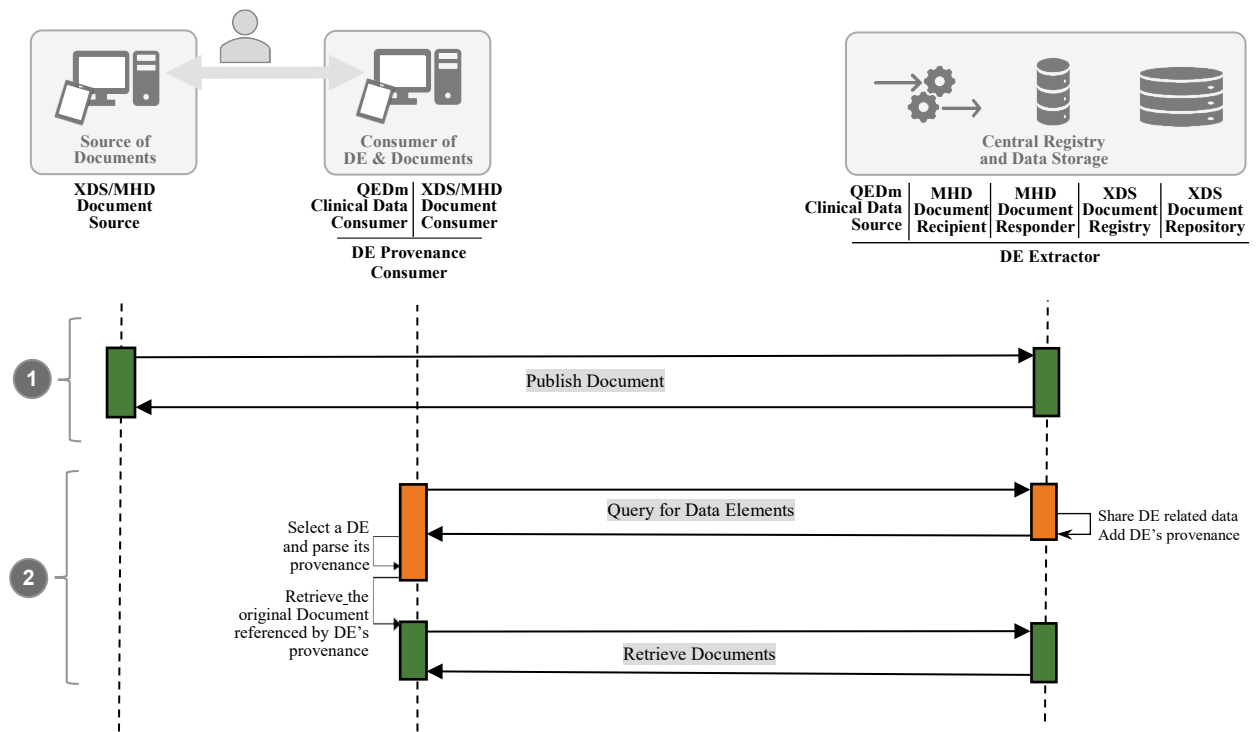 Source of
Documents
Consumer of
DE & Documents
Central Registry
and Data Storage
XDS/MHD
Document
Source
QEDm
Clinical Data
Consumer
XDS/MHD
Document
Consumer
DE Provenance
Consumer
QEDm
Clinical Data
Source
MHD
Document
Recipient
MHD
Document
Responder
XDS
Document
Registry
XDS
Document
Repository
DE Extractor
1
Publish Document
2
Query for Data Elements
Share DE related data
Add DE’s provenance
Select a DE
and parse its
provenance
Retrieve the
original Document
referenced by DE’s
provenance
Retrieve Documents